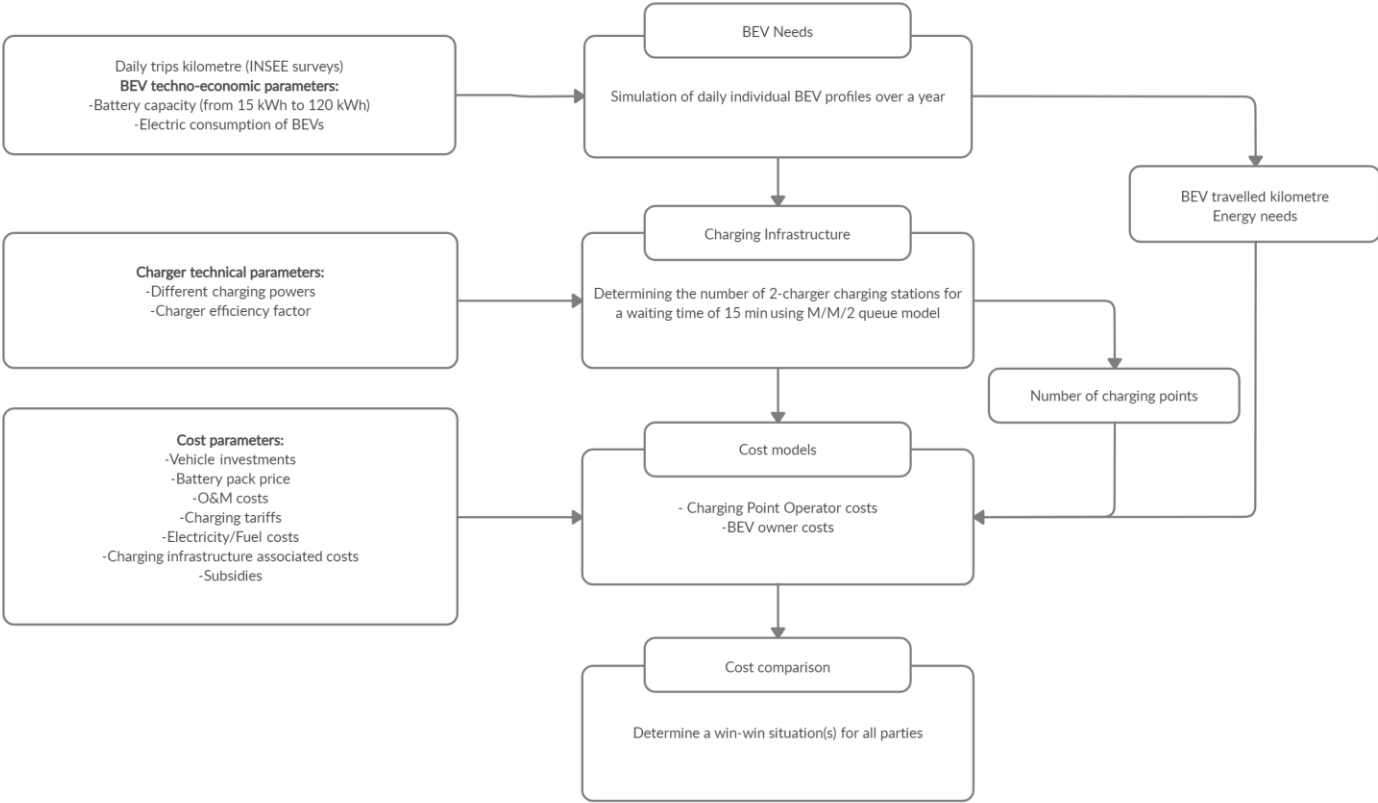 BEV Needs
Daily trips kilometre (INSEE surveys)
BEV techno-economic parameters:
-Battery capacity (from 15 kWh to 120 kWh)
-Electric consumption of BEVs
Simulation of daily individual BEV profiles over a year
BEV travelled kilometre
Energy needs
Charging Infrastructure
Charger technical parameters:
-Different charging powers
-Charger efficiency factor
Determining the number of 2-charger charging stations for
a waiting time of 15 min using M/M/2 queue model
Number of charging points
Cost models
Cost parameters:
-Vehicle investments
-Battery pack price
-O&M costs
-Charging tariffs
-Electricity/Fuel costs
-Charging infrastructure associated costs
-Subsidies
- Charging Point Operator costs
-BEV owner costs
Cost comparison
Determine a win-win situation(s) for all parties